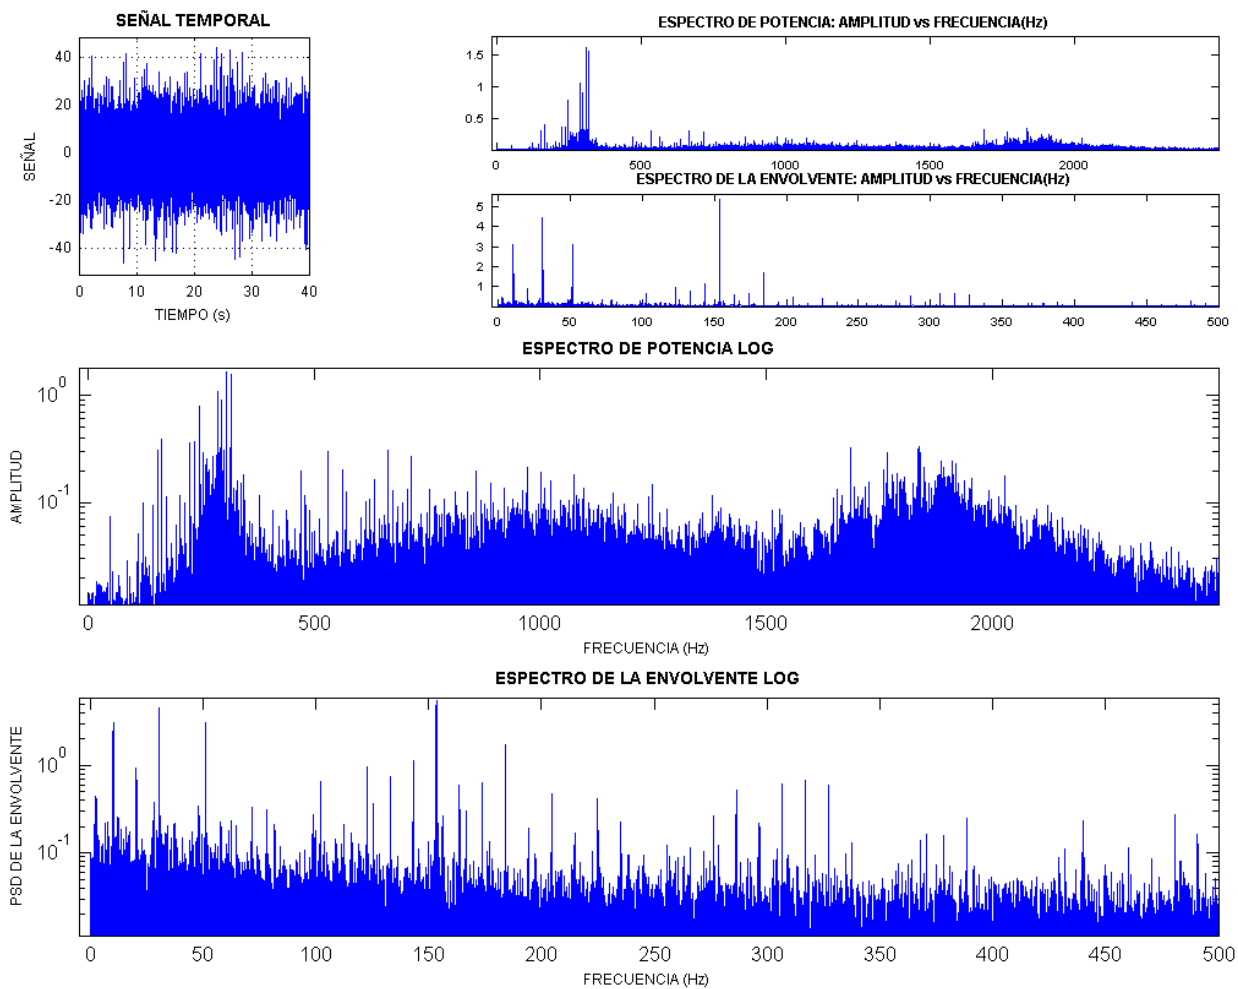 SEÑAL TEMPORAL
40
20
0
-20
-40
SEÑAL
0 10 20 30 40
TIEMPO (s)
ESPECTRO DE POTENCIA: AMPLITUD vs FRECUENCIA(Hz)
1.5
1
0.5
0 500 1000 1500 2000
ESPECTRO DE LA ENVOLVENTE: AMPLITUD vs FRECUENCIA(Hz)
5
4
3
2
1
0 50 100 150 200 250 300 350 400 450 500
ESPECTRO DE POTENCIA LOG
10^0
10^-1
AMPLITUD
0 500 1000 1500 2000
FRECUENCIA (Hz)
ESPECTRO DE LA ENVOLVENTE LOG
10^0
10^-1
PSD DE LA ENVOLVENTE
0 50 100 150 200 250 300 350 400 450 500
FRECUENCIA (Hz)